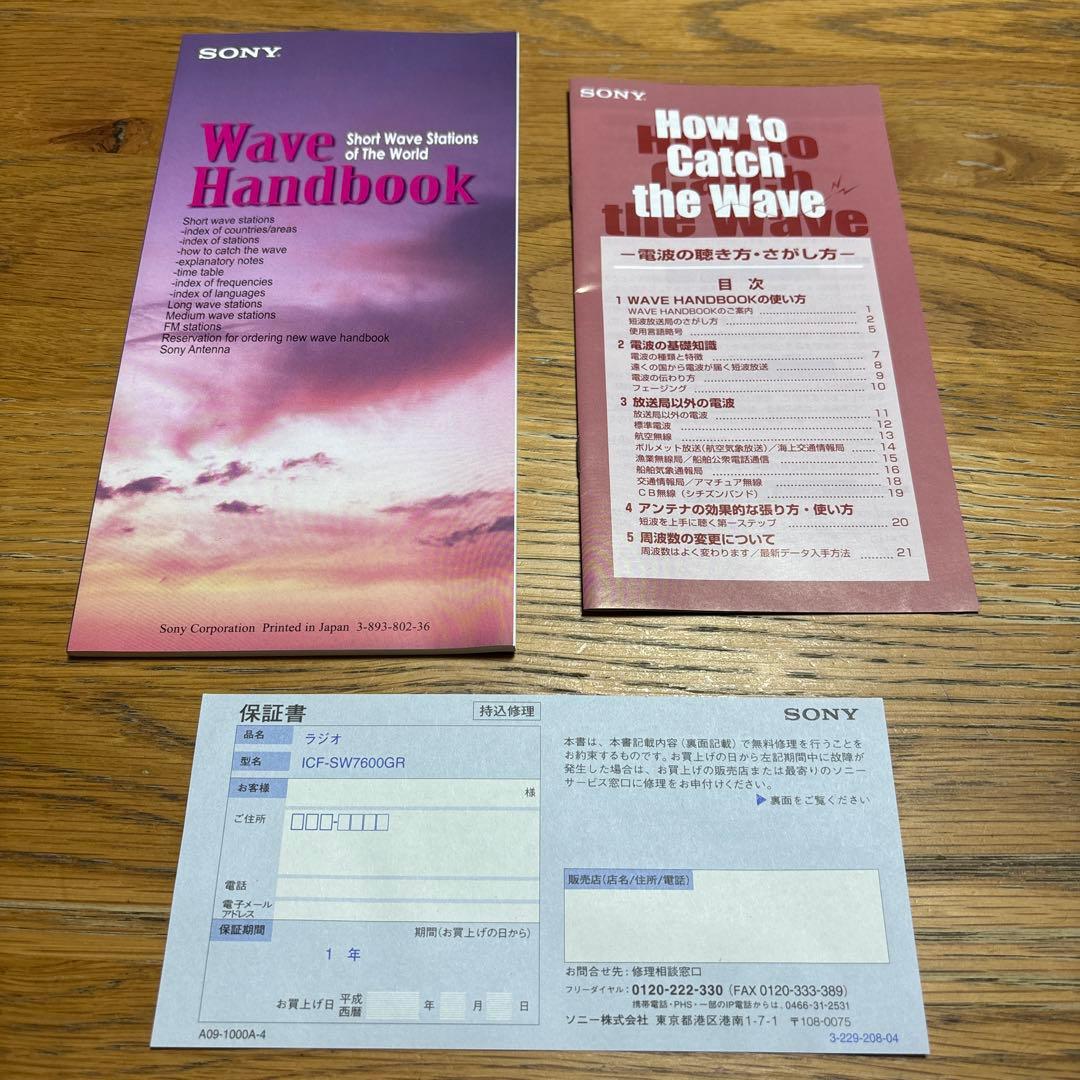 SONY
Wave
Handbook
Short Wave Stations
of The World
Short wave stations
-index of countries/areas
-index of stations
-how to catch the wave
-explanatory notes
-time table
-index of frequencies
-index of languages
Long wave stations
Medium wave stations
FM stations
Reservation for ordering new wave handbook
Sony Antenna
Sony Corporation Printed in Japan 3-893-802-36
SONY
How to
Catch
the Wave
ー電波の聴き方・さがし方ー
目 次
1 WAVE HANDBOOKの使い方
WAVE HANDBOOKのご案内 1
短波放送局のさがし方 2
使用言語略号 5
2 電波の基礎知識
電波の種類と特徴 7
遠くの国から電波が届く短波放送 8
電波の伝わり方 9
フェージング 10
3 放送局以外の電波
放送局以外の電波 11
標準電波 12
航空無線 13
ボルメット放送(航空気象放送)/海上交通情報局 14
漁業無線局/船舶公衆電話通信 15
船舶気象通報局 16
交通情報局/アマチュア無線 18
CB無線(シチズンバンド) 19
4 アンテナの効果的な張り方・使い方
短波を上手に聴く第一ステップ 20
5 周波数の変更について
周波数はよく変わります/最新データ入手方法 21
保証書
持込修理
品名 ラジオ
型名 ICF-SW7600GR
お客様 様
ご住所
電話
電子メール
アドレス
保証期間 期間(お買上げの日から)
1 年
お買上げ日 平成
西暦 年 月 日
A09-1000A-4
SONY
本書は、本書記載内容(裏面記載)で無料修理を行うことを
お約束するものです。お買上げの日から左記期間中に故障が
発生した場合は、お買上げの販売店または最寄りのソニー
サービス窓口に修理をお申付けください。
▶裏面をご覧ください
販売店(店名/住所/電話)
お問合せ先:修理相談窓口
フリーダイヤル:0120-222-330 (FAX 0120-333-389)
携帯電話・PHS・一部のIP電話からは、0466-31-2531
ソニー株式会社 東京都港区港南1-7-1 〒108-0075
3-229-208-04